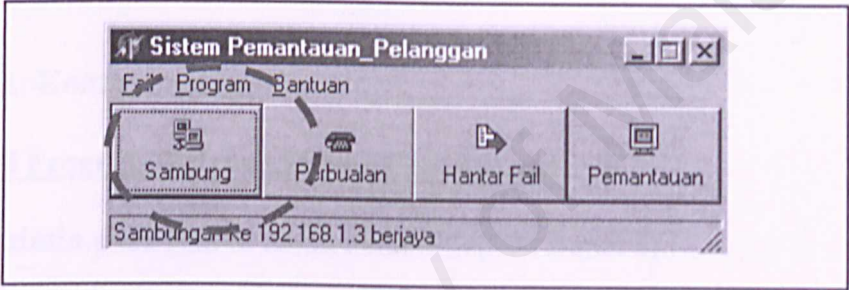 Sistem Pemantauan_Pelanggan
Fail Program Bantuan
Sambung Perbualan Hantar Fail Pemantauan
Sambungan ke 192.168.1.3 berjaya